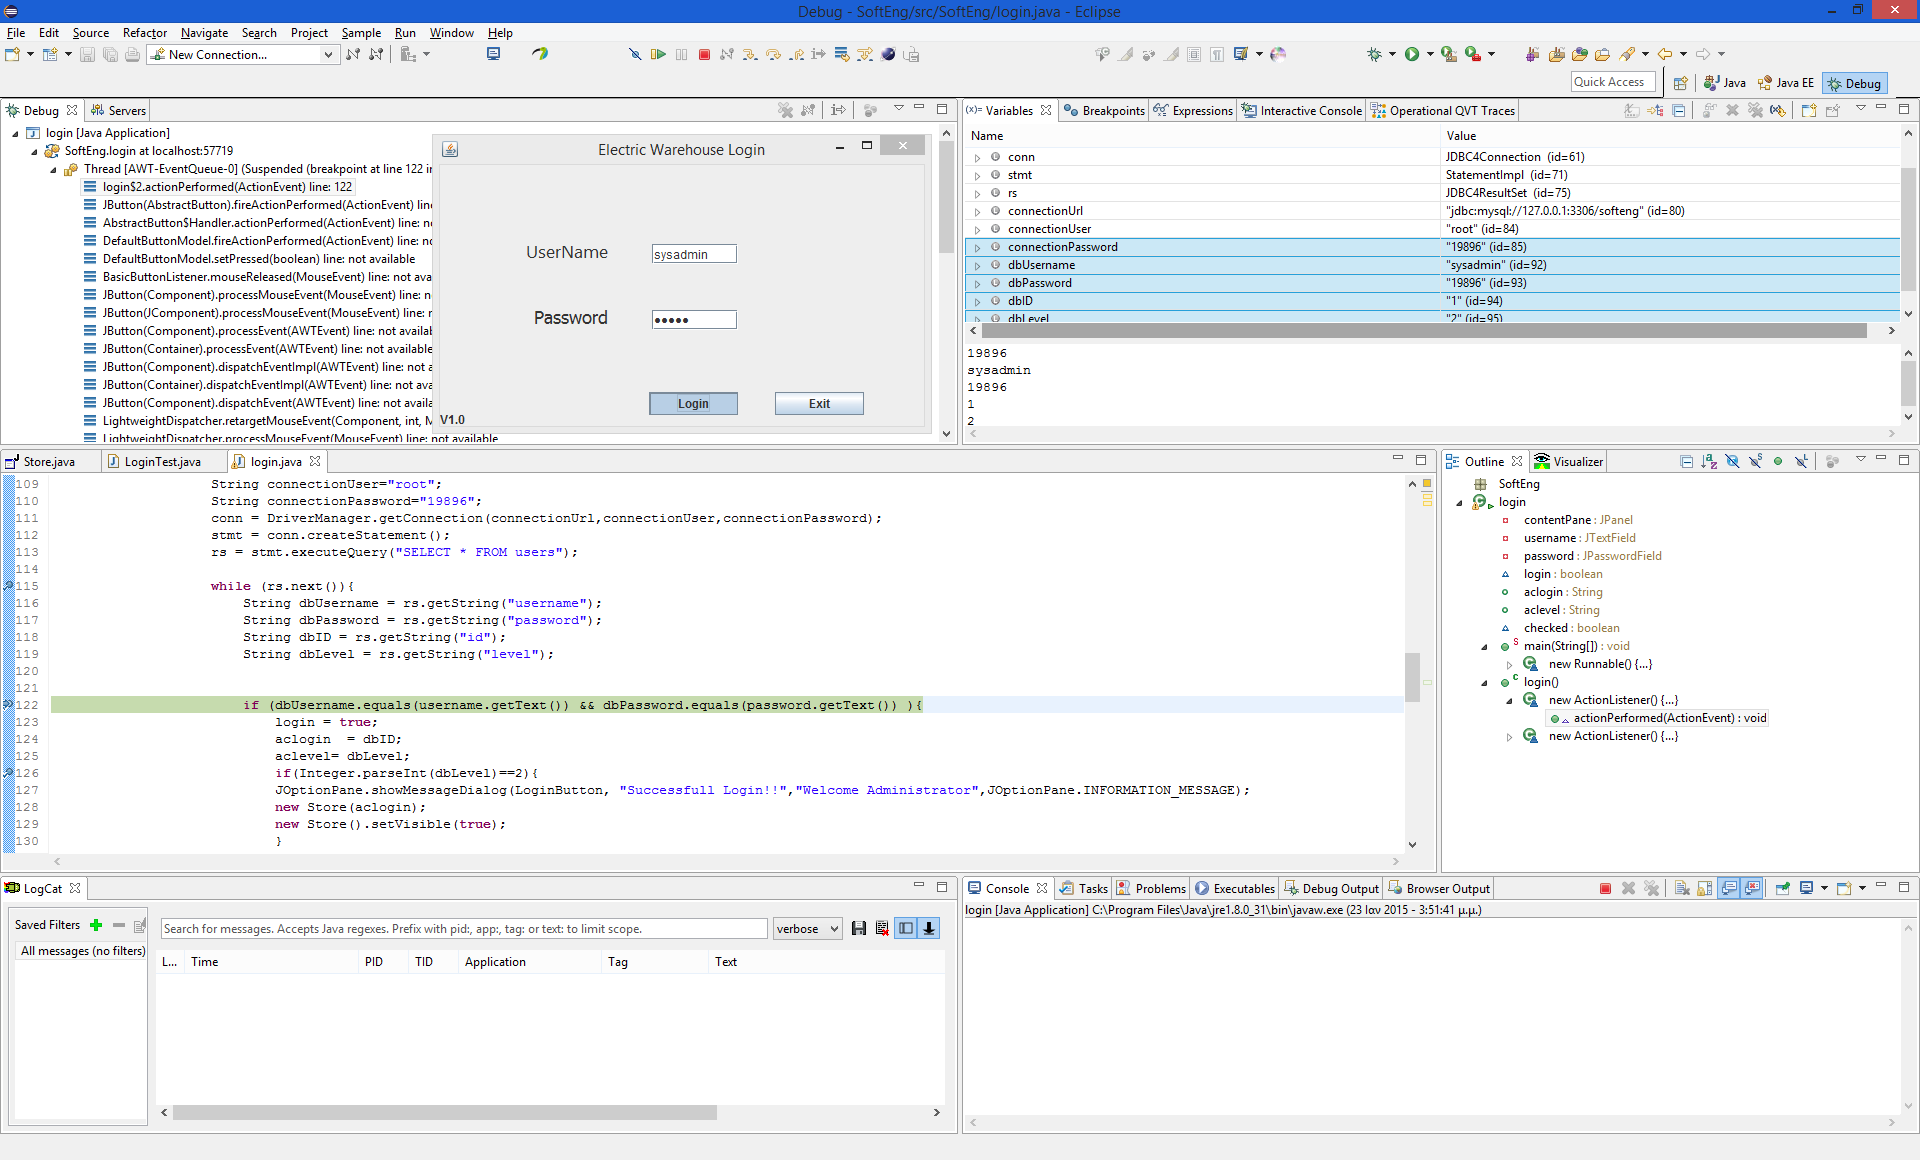 Debug - SoftEng/src/SoftEng/login.java - Eclipse
File Edit Source Refactor Navigate Search Project Sample Run Window Help
New Connection...
Quick Access Java Java EE Debug
Debug Servers
login [Java Application]
SoftEng.login at localhost:57719
Thread [AWT-EventQueue-0] (Suspended (breakpoint at line 122 in
login$2.actionPerformed(ActionEvent) line: 122
JButton(AbstractButton).fireActionPerformed(ActionEvent) line
AbstractButton$Handler.actionPerformed(ActionEvent) line: n
DefaultButtonModel.fireActionPerformed(ActionEvent) line: no
DefaultButtonModel.setPressed(boolean) line: not available
BasicButtonListener.mouseReleased(MouseEvent) line: not ava
JButton(Component).processMouseEvent(MouseEvent) line: n
JButton(JComponent).processMouseEvent(MouseEvent) line: r
JButton(Component).processEvent(AWTEvent) line: not available
JButton(Container).processEvent(AWTEvent) line: not available
JButton(Component).dispatchEventImpl(AWTEvent) line: not ava
JButton(Container).dispatchEventImpl(AWTEvent) line: not ava
JButton(Component).dispatchEvent(AWTEvent) line: not availa
LightweightDispatcher.retargetMouseEvent(Component, int, M
LightweightDispatcher.processMouseEvent(MouseEvent) line: not available
Electric Warehouse Login
UserName sysadmin
Password •••••
Login Exit
V1.0
Variables Breakpoints Expressions Interactive Console Operational QVT Traces
Name Value
conn JDBC4Connection (id=61)
stmt StatementImpl (id=71)
rs JDBC4ResultSet (id=75)
connectionUrl "jdbc:mysql://127.0.0.1:3306/softeng" (id=80)
connectionUser "root" (id=84)
connectionPassword "19896" (id=85)
dbUsername "sysadmin" (id=92)
dbPassword "19896" (id=93)
dbID "1" (id=94)
dbLevel "2" (id=95)
19896
sysadmin
19896
1
2
Store.java LoginTest.java login.java
109 String connectionUser="root";
110 String connectionPassword="19896";
111 conn = DriverManager.getConnection(connectionUrl,connectionUser,connectionPassword);
112 stmt = conn.createStatement();
113 rs = stmt.executeQuery("SELECT * FROM users");
114
115 while (rs.next()){
116 String dbUsername = rs.getString("username");
117 String dbPassword = rs.getString("password");
118 String dbID = rs.getString("id");
119 String dbLevel = rs.getString("level");
120
121
122 if (dbUsername.equals(username.getText()) && dbPassword.equals(password.getText()) ){
123 login = true;
124 aclogin  = dbID;
125 aclevel= dbLevel;
126 if(Integer.parseInt(dbLevel)==2){
127 JOptionPane.showMessageDialog(LoginButton, "Successfull Login!!","Welcome Administrator",JOptionPane.INFORMATION_MESSAGE);
128 new Store(aclogin);
129 new Store().setVisible(true);
130 }
Outline Visualizer
SoftEng
login
contentPane : JPanel
username : JTextField
password : JPasswordField
login : boolean
aclogin : String
aclevel : String
checked : boolean
main(String[]) : void
new Runnable() {...}
login()
new ActionListener() {...}
actionPerformed(ActionEvent) : void
new ActionListener() {...}
LogCat
Saved Filters
All messages (no filters)
Search for messages. Accepts Java regexes. Prefix with pid:, app:, tag: or text: to limit scope.
verbose
L... Time PID TID Application Tag Text
Console Tasks Problems Executables Debug Output Browser Output
login [Java Application] C:\Program Files\Java\jre1.8.0_31\bin\javaw.exe (23 Ιαν 2015 - 3:51:41 μ.μ.)